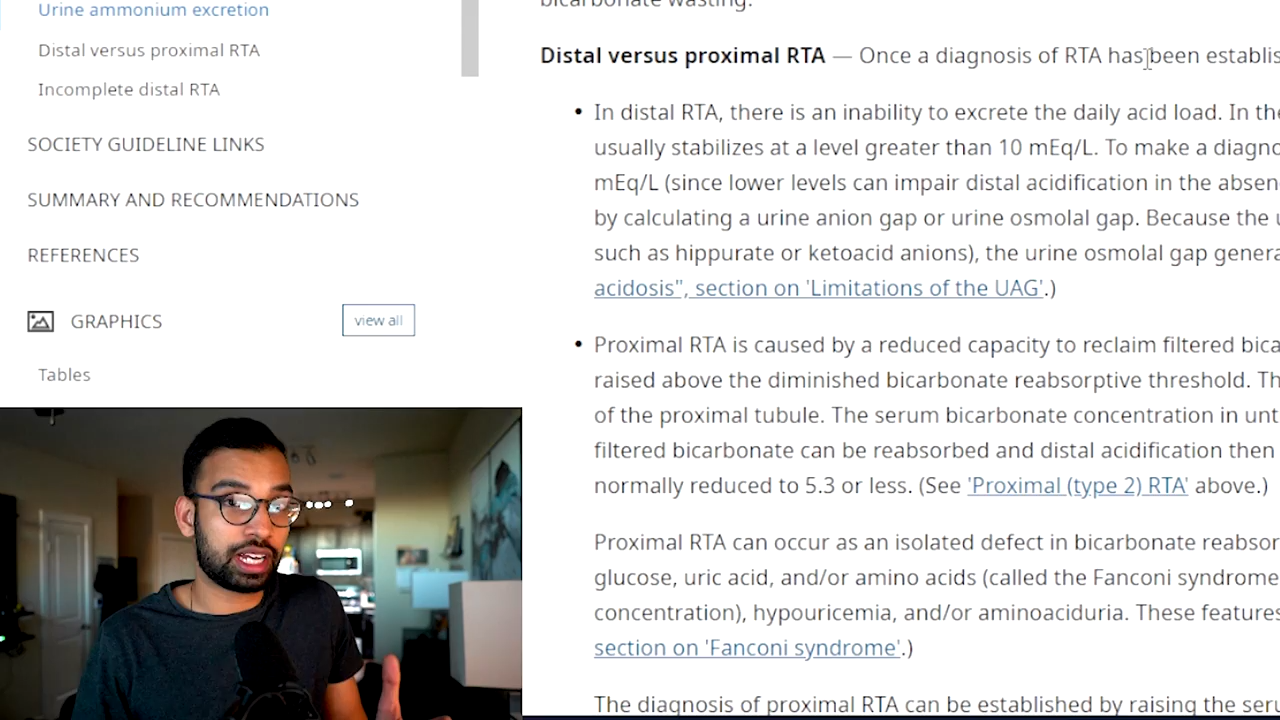 Urine ammonium excretion
Distal versus proximal RTA
Incomplete distal RTA
SOCIETY GUIDELINE LINKS
SUMMARY AND RECOMMENDATIONS
REFERENCES
GRAPHICS
view all
Tables
bicarbonate wasting.
Distal versus proximal RTA — Once a diagnosis of RTA has been establis
• In distal RTA, there is an inability to excrete the daily acid load. In the
usually stabilizes at a level greater than 10 mEq/L. To make a diagno
mEq/L (since lower levels can impair distal acidification in the absen
by calculating a urine anion gap or urine osmolal gap. Because the u
such as hippurate or ketoacid anions), the urine osmolal gap genera
acidosis", section on 'Limitations of the UAG'.)
• Proximal RTA is caused by a reduced capacity to reclaim filtered bica
raised above the diminished bicarbonate reabsorptive threshold. Th
of the proximal tubule. The serum bicarbonate concentration in unt
filtered bicarbonate can be reabsorbed and distal acidification then
normally reduced to 5.3 or less. (See 'Proximal (type 2) RTA' above.)
Proximal RTA can occur as an isolated defect in bicarbonate reabsor
glucose, uric acid, and/or amino acids (called the Fanconi syndrome
concentration), hypouricemia, and/or aminoaciduria. These features
section on 'Fanconi syndrome'.)
The diagnosis of proximal RTA can be established by raising the seru